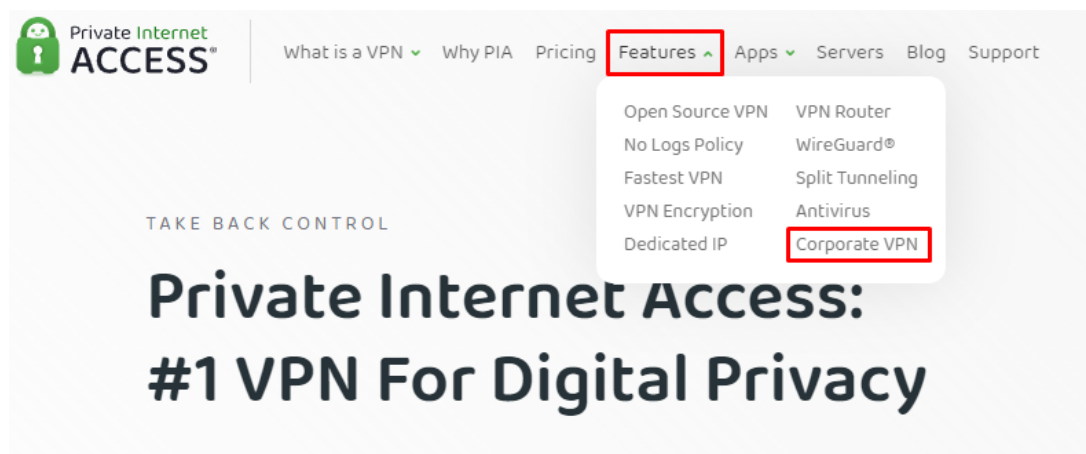 Private Internet
ACCESS®
What is a VPN
Why PIA
Pricing
Features
Apps
Servers
Blog
Support
Open Source VPN
No Logs Policy
Fastest VPN
VPN Encryption
Dedicated IP
VPN Router
WireGuard®
Split Tunneling
Antivirus
Corporate VPN
TAKE BACK CONTROL
Private Internet Access:
#1 VPN For Digital Privacy